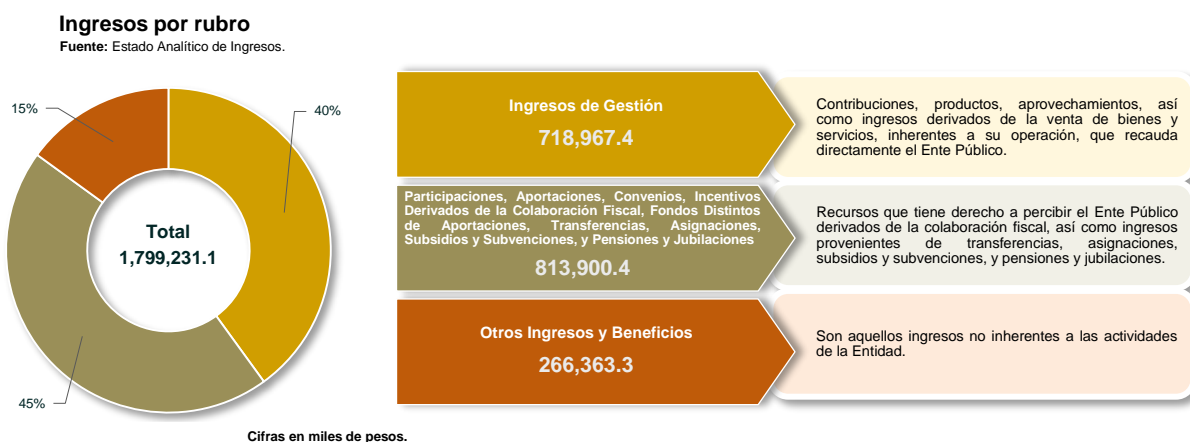 Ingresos por rubro
Fuente: Estado Analítico de Ingresos.
15%
40%
Total
1,799,231.1
45%
Ingresos de Gestión
718,967.4
Contribuciones, productos, aprovechamientos, así
como ingresos derivados de la venta de bienes y
servicios, inherentes a su operación, que recauda
directamente el Ente Público.
Participaciones, Aportaciones, Convenios, Incentivos
Derivados de la Colaboración Fiscal, Fondos Distintos
de Aportaciones, Transferencias, Asignaciones,
Subsidios y Subvenciones, y Pensiones y Jubilaciones
813,900.4
Recursos que tiene derecho a percibir el Ente Público
derivados de la colaboración fiscal, así como ingresos
provenientes de transferencias, asignaciones,
subsidios y subvenciones, y pensiones y jubilaciones.
Otros Ingresos y Beneficios
266,363.3
Son aquellos ingresos no inherentes a las actividades
de la Entidad.
Cifras en miles de pesos.